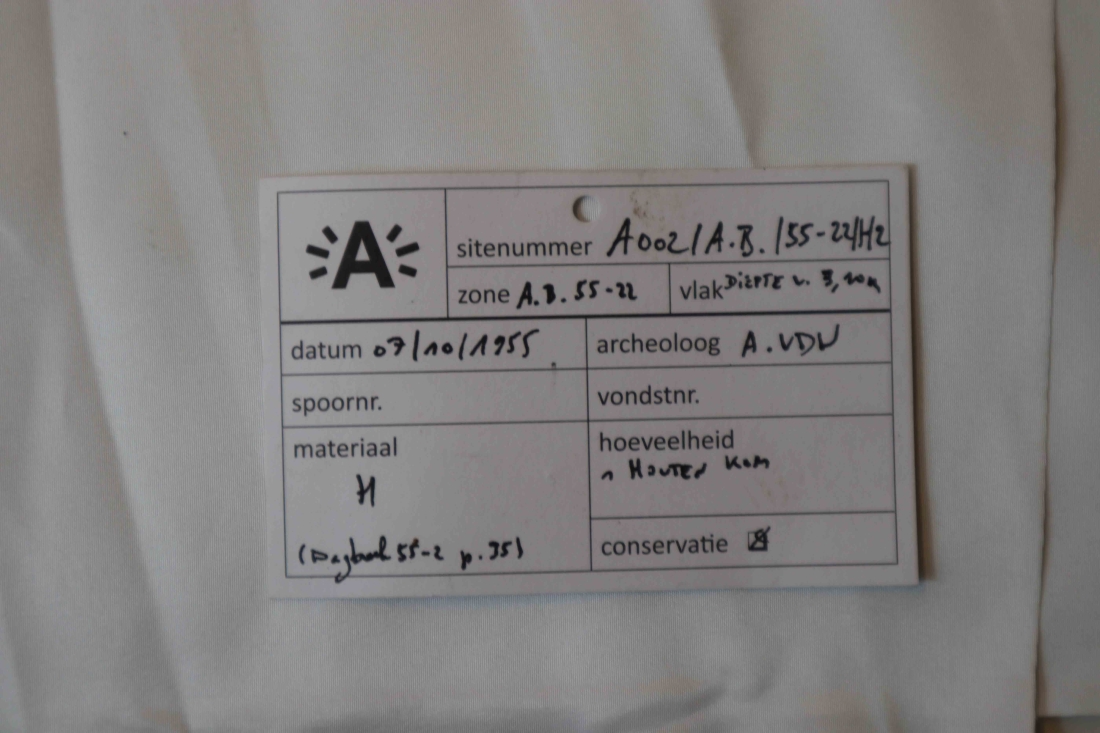 A
sitenummer A002/A.B./55-22/H2
zone A.B. 55-22
vlak DIEPTE v. 3,10m
datum 07/10/1955
archeoloog A.VDW
spoornr.
vondstnr.
materiaal
H
(Dagboek 55-2 p.35)
hoeveelheid
1 HOUTEN KOM
conservatie